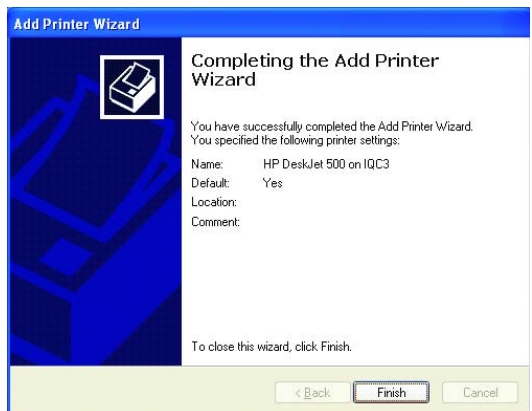 Add Printer Wizard
Completing the Add Printer
Wizard
You have successfully completed the Add Printer Wizard.
You specified the following printer settings:
Name: HP DeskJet 500 on IQC3
Default: Yes
Location:
Comment:
To close this wizard, click Finish.
< Back Finish Cancel